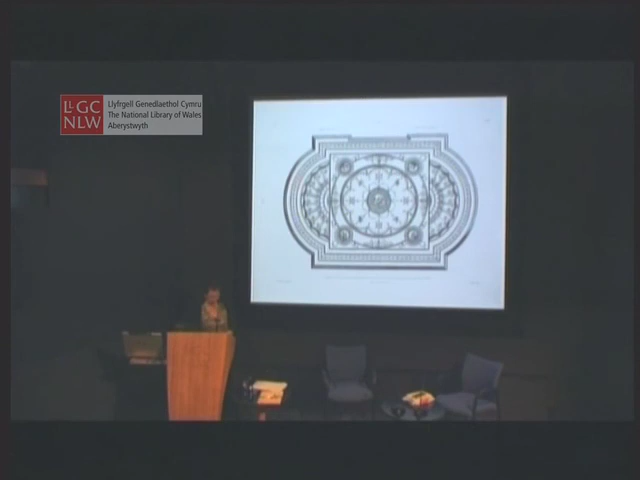 LLGC
NLW
Llyfrgell Genedlaethol Cymru
The National Library of Wales
Aberystwyth